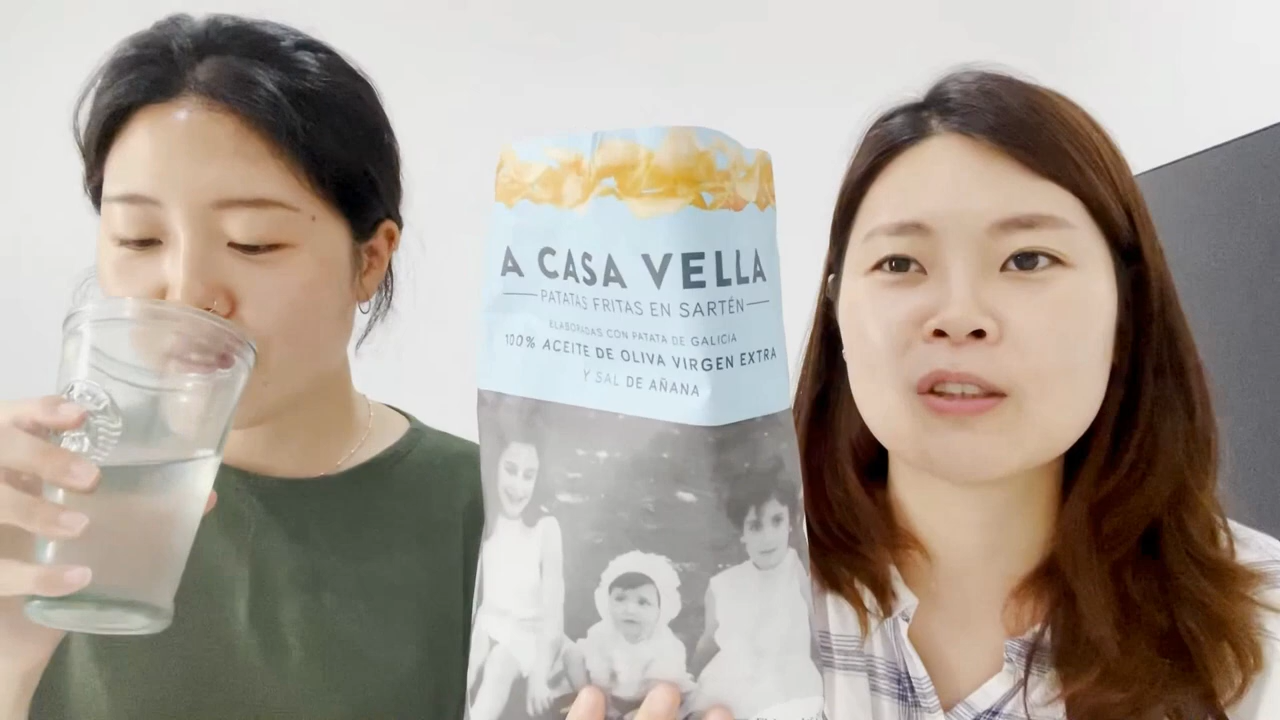 A CASA VELLA
PATATAS FRITAS EN SARTÉN
ELABORADAS CON PATATA DE GALICIA
100% ACEITE DE OLIVA VIRGEN EXTRA
Y SAL DE AÑANA